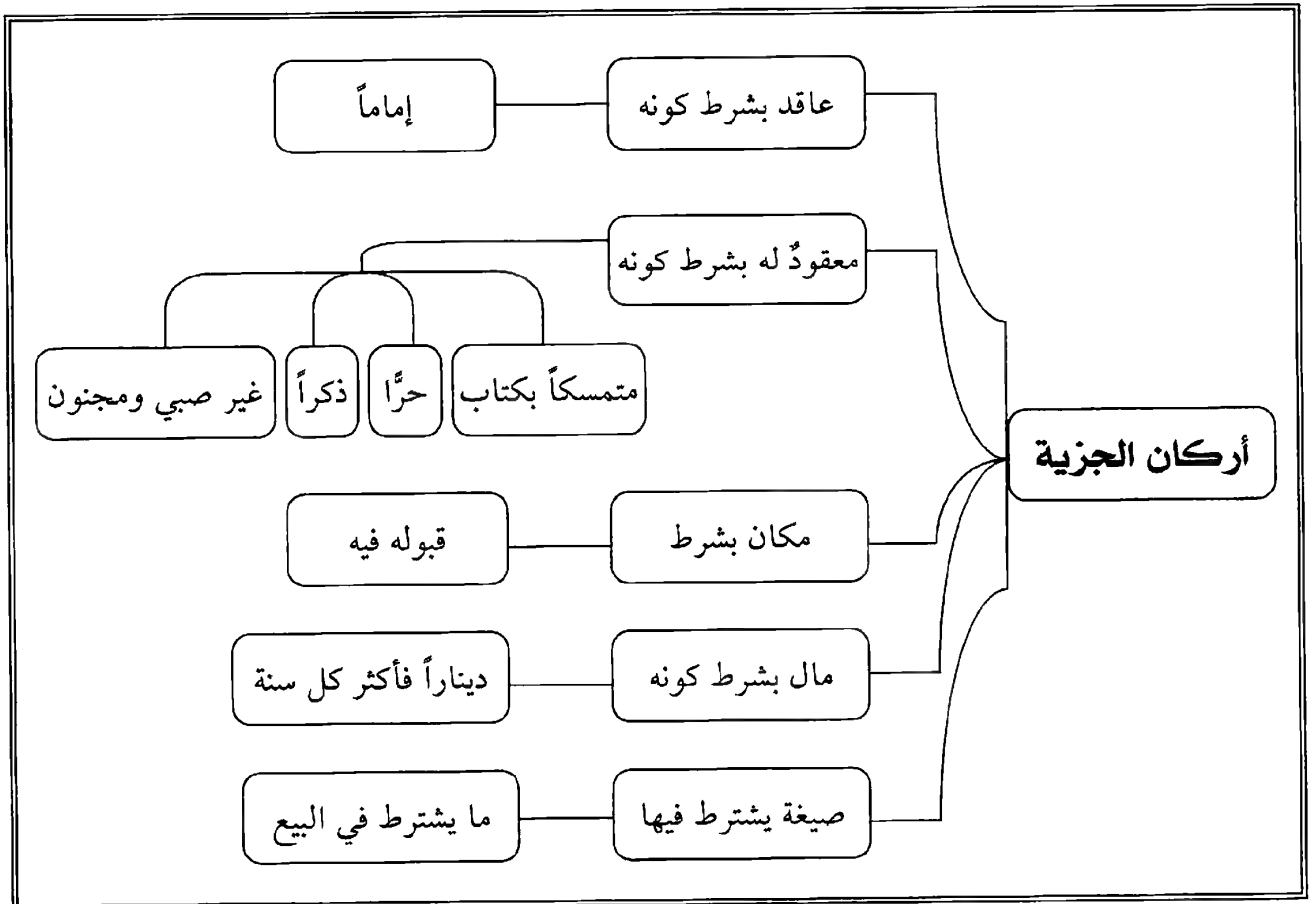 أركان الجزية
عاقد بشرط كونه
إماماً
معقودٌ له بشرط كونه
متمسكاً بكتاب
حرًّا
ذكراً
غير صبي ومجنون
مكان بشرط
قبوله فيه
مال بشرط كونه
ديناراً فأكثر كل سنة
صيغة يشترط فيها
ما يشترط في البيع